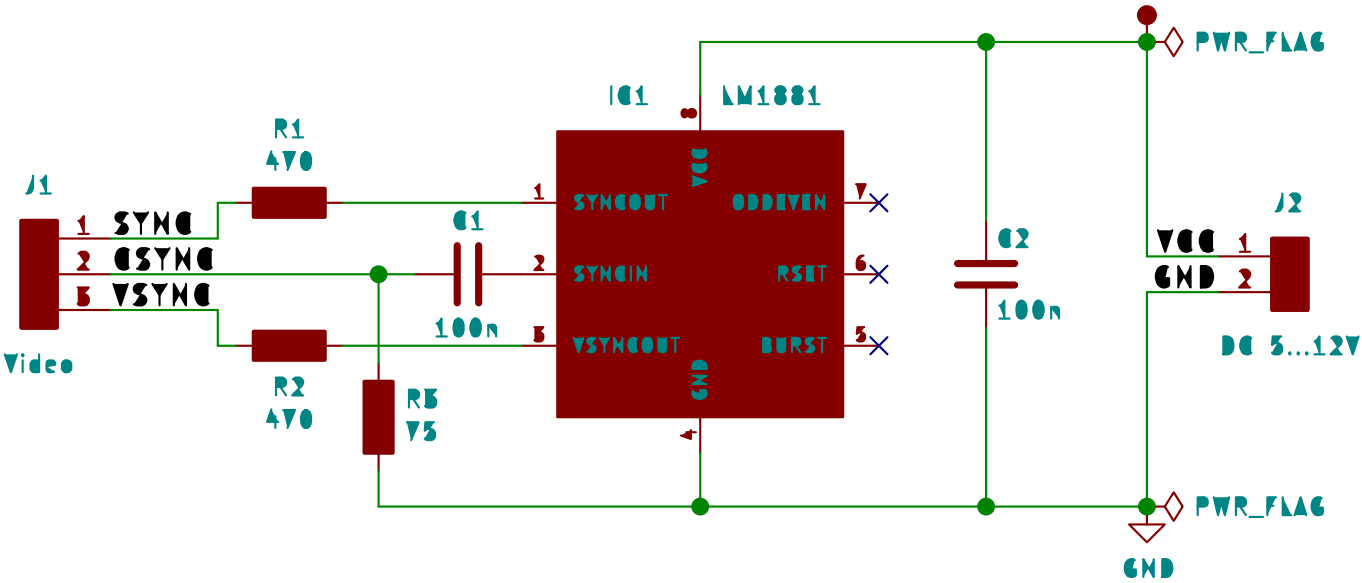 PWR_FLAG
IC1 LM1881
8
R1
470
VCC
J1
1 SYNCOUT ODDEVEN 7
1 SYNC
C1
C2
J2
2 CSYNC
2 SYNCIN RSET 6
VCC 1
GND 2
3 VSYNC
100n
100n
3 VSYNCOUT BURST 5
DC 5...12V
Video
GND
R2
470
R3
75
4
PWR_FLAG
GND